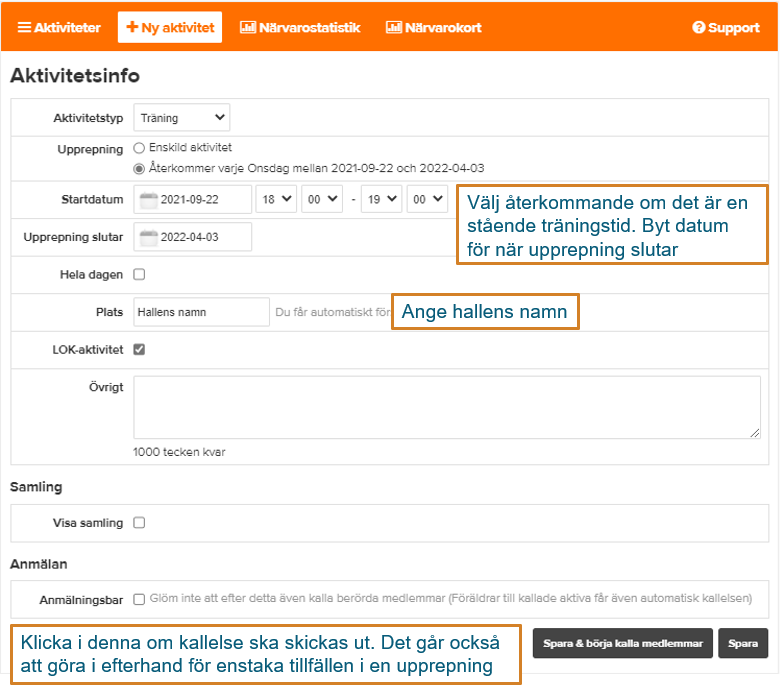 Aktiviteter
Ny aktivitet
Närvarostatistik
Närvarokort
Support
Aktivitetsinfo
Aktivitetstyp
Träning
Upprepning
Enskild aktivitet
Återkommer varje Onsdag mellan 2021-09-22 och 2022-04-03
Startdatum
2021-09-22
18
00
-
19
00
Välj återkommande om det är en
stående träningstid. Byt datum
för när upprepning slutar
Upprepning slutar
2022-04-03
Hela dagen
Plats
Hallens namn
Du får automatiskt för
Ange hallens namn
LOK-aktivitet
Övrigt
1000 tecken kvar
Samling
Visa samling
Anmälan
Anmälningsbar
Glöm inte att efter detta även kalla berörda medlemmar (Föräldrar till kallade aktiva får även automatisk kallelsen)
Klicka i denna om kallelse ska skickas ut. Det går också
att göra i efterhand för enstaka tillfällen i en upprepning
Spara & börja kalla medlemmar
Spara